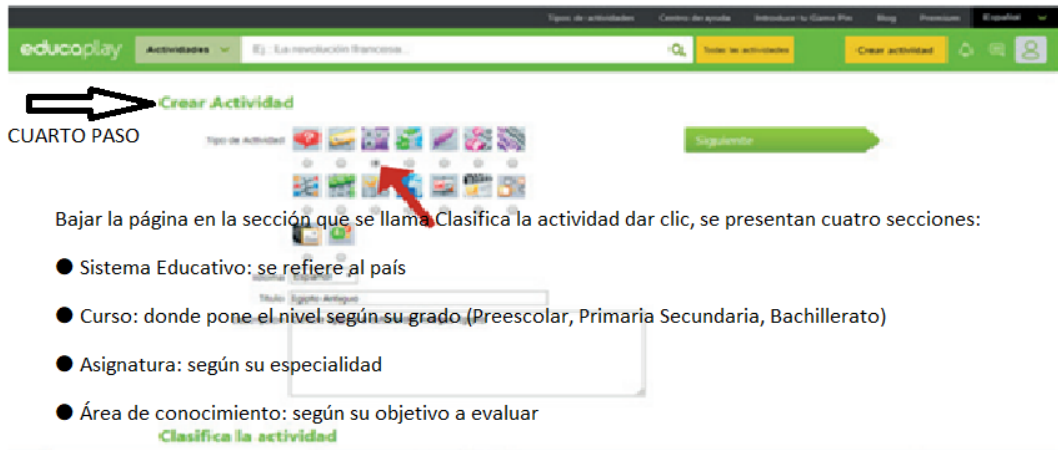 Tipos de actividades Centro de ayuda Introduce tu Game Pin Blog Premium Español
educaplay Actividades Ej.: La revolución francesa... Todas las actividades Crear actividad
Crear Actividad
CUARTO PASO
Tipo de Actividad
Siguiente
Bajar la página en la sección que se llama Clasifica la actividad dar clic, se presentan cuatro secciones:
● Sistema Educativo: se refiere al país
Idioma Español
Título Egipto Antiguo
● Curso: donde pone el nivel según su grado (Preescolar, Primaria Secundaria, Bachillerato)
● Asignatura: según su especialidad
● Área de conocimiento: según su objetivo a evaluar
Clasifica la actividad